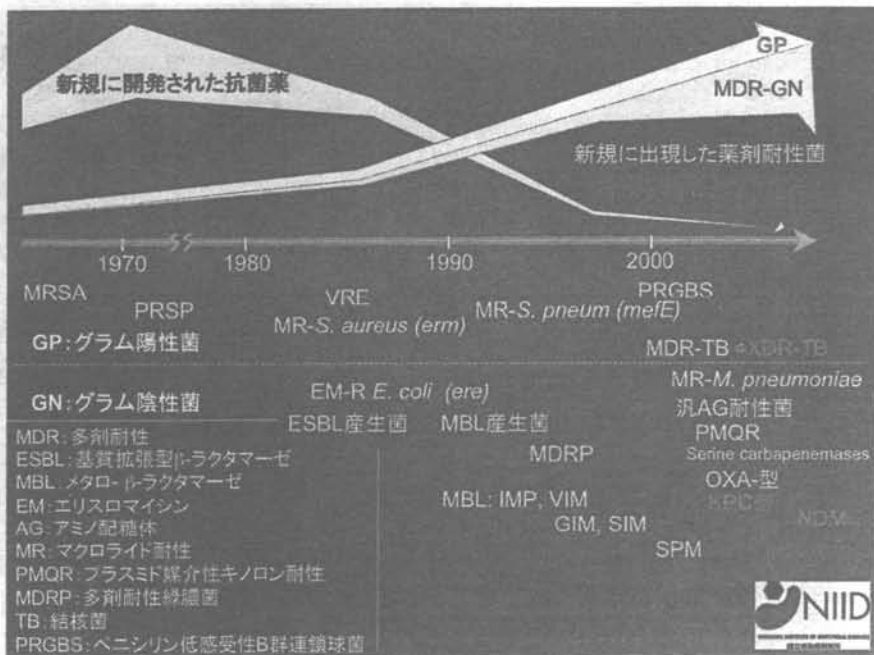 GP
新規に開発された抗菌薬
MDR-GN
新規に出現した薬剤耐性菌
1970 1980 1990 2000
MRSA
PRSP
VRE
PRGBS
MR-S. aureus (erm)
MR-S. pneum (mefE)
GP:グラム陽性菌
MDR-TB
XDR-TB
GN:グラム陰性菌
EM-R E. coli (ere)
MR-M. pneumoniae
ESBL産生菌
MBL産生菌
汎AG耐性菌
PMQR
MDRP
Serine carbapenemases
OXA-型
MBL: IMP, VIM
KPC型
NDM
GIM, SIM
SPM
MDR:多剤耐性
ESBL:基質拡張型β-ラクタマーゼ
MBL:メタロ-β-ラクタマーゼ
EM:エリスロマイシン
AG:アミノ配糖体
MR:マクロライド耐性
PMQR:プラスミド媒介性キノロン耐性
MDRP:多剤耐性緑膿菌
TB:結核菌
PRGBS:ペニシリン低感受性B群連鎖球菌
NIID